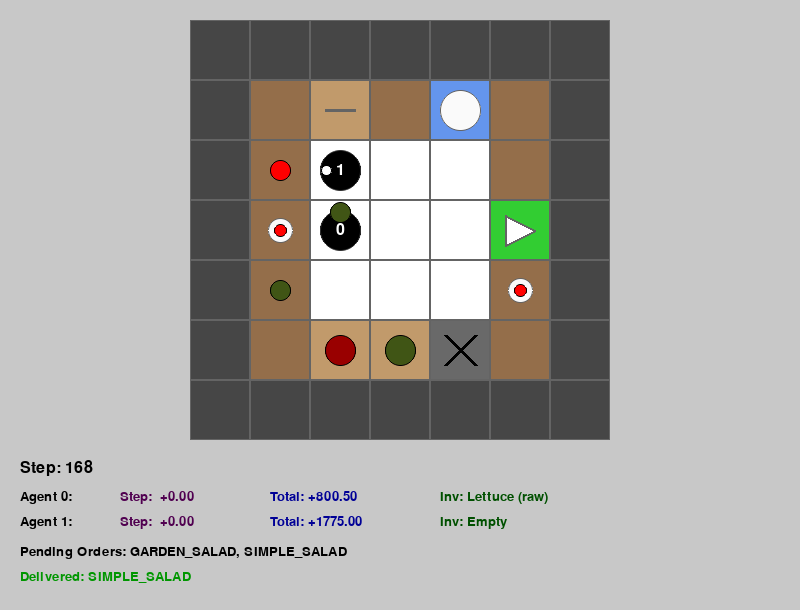 1
0
Step: 168
Agent 0: Step: +0.00 Total: +800.50 Inv: Lettuce (raw)
Agent 1: Step: +0.00 Total: +1775.00 Inv: Empty
Pending Orders: GARDEN_SALAD, SIMPLE_SALAD
Delivered: SIMPLE_SALAD